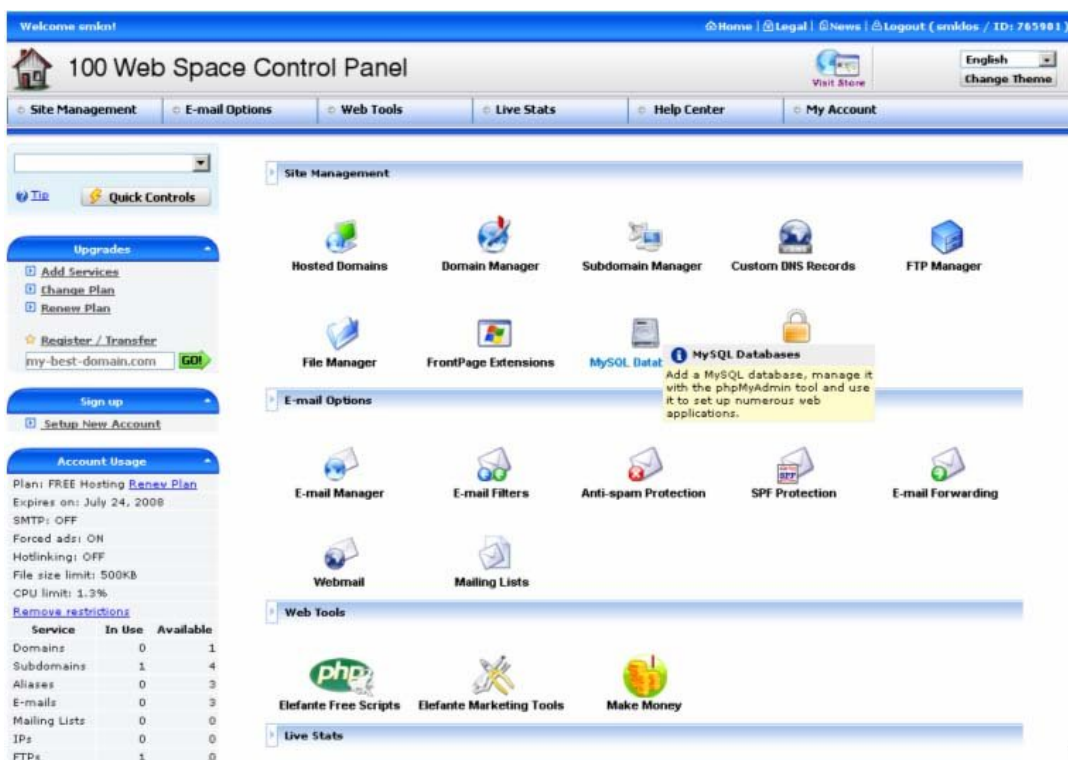 Welcome smkn!
Home | Legal | News | Logout ( smklos / ID: 765901 )
100 Web Space Control Panel
Visit Store
English
Change Theme
Site Management
E-mail Options
Web Tools
Live Stats
Help Center
My Account
Tip
Quick Controls
Upgrades
Add Services
Change Plan
Renew Plan
Register / Transfer
my-best-domain.com GO!
Sign up
Setup New Account
Account Usage
Plan: FREE Hosting Renew Plan
Expires on: July 24, 2008
SMTP: OFF
Forced ads: ON
Hotlinking: OFF
File size limit: 500KB
CPU limit: 1.3%
Remove restrictions
Service In Use Available
Domains 0 1
Subdomains 1 4
Aliases 0 3
E-mails 0 3
Mailing Lists 0 0
IPs 0 0
FTPs 1 0
Site Management
Hosted Domains
Domain Manager
Subdomain Manager
Custom DNS Records
FTP Manager
File Manager
FrontPage Extensions
MySQL Datab
MySQL Databases
Add a MySQL database, manage it
with the phpMyAdmin tool and use
it to set up numerous web
applications.
E-mail Options
E-mail Manager
E-mail Filters
Anti-spam Protection
SPF
SPF Protection
E-mail Forwarding
Webmail
Mailing Lists
Web Tools
php
Elefante Free Scripts
Elefante Marketing Tools
Make Money
Live Stats